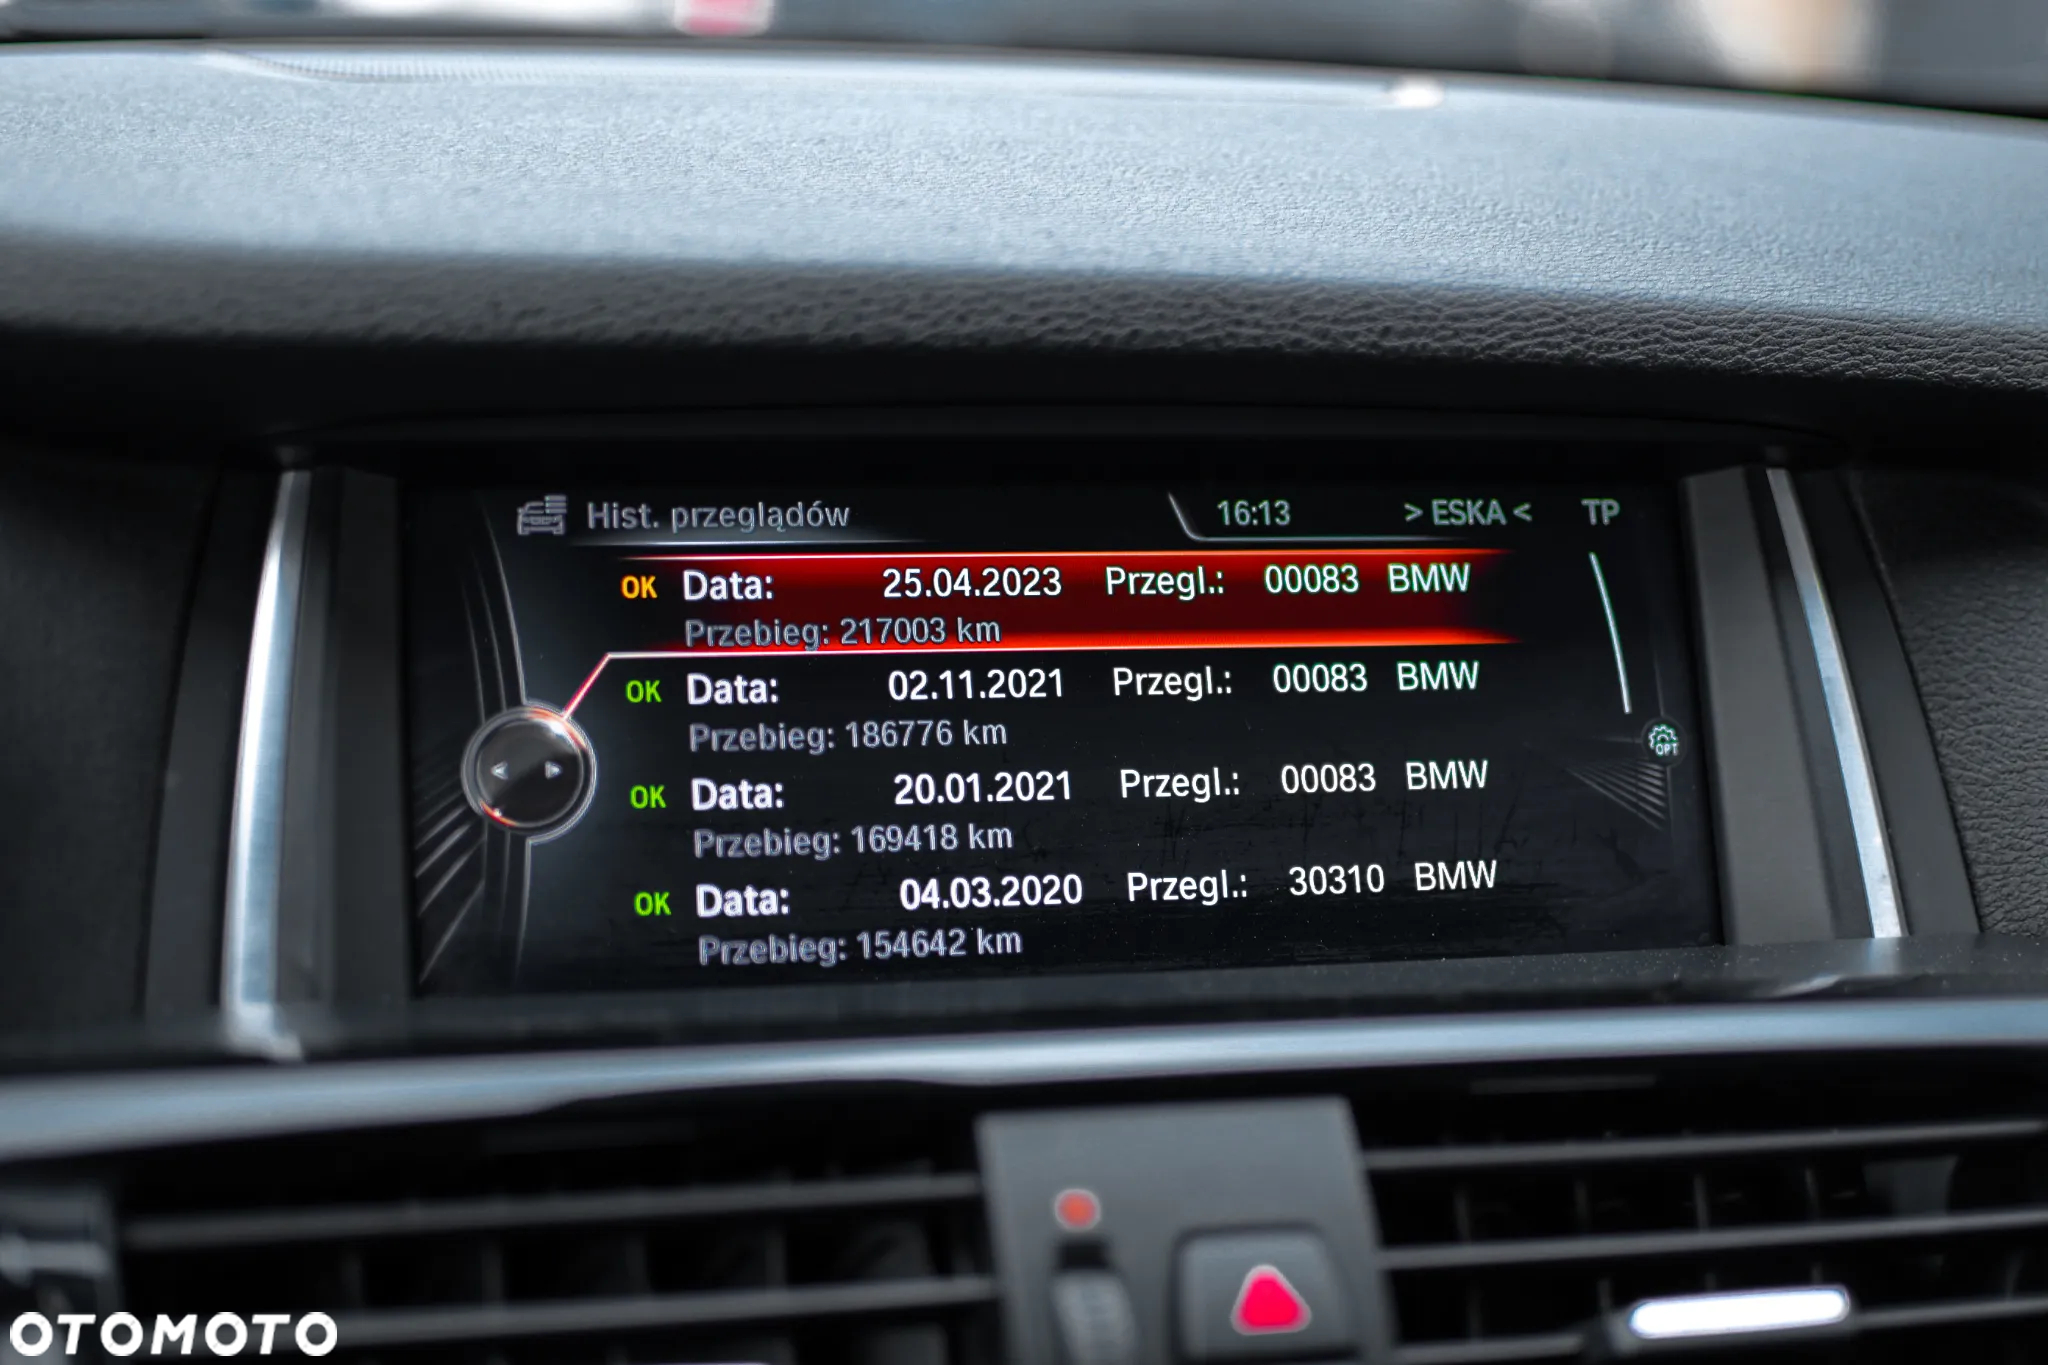 Hist. przeglądów 16:13 > ESKA < TP
OK Data: 25.04.2023 Przegl.: 00083 BMW
Przebieg: 217003 km
OK Data: 02.11.2021 Przegl.: 00083 BMW
Przebieg: 186776 km
OPT
OK Data: 20.01.2021 Przegl.: 00083 BMW
Przebieg: 169418 km
OK Data: 04.03.2020 Przegl.: 30310 BMW
Przebieg: 154642 km
OTOMOTO